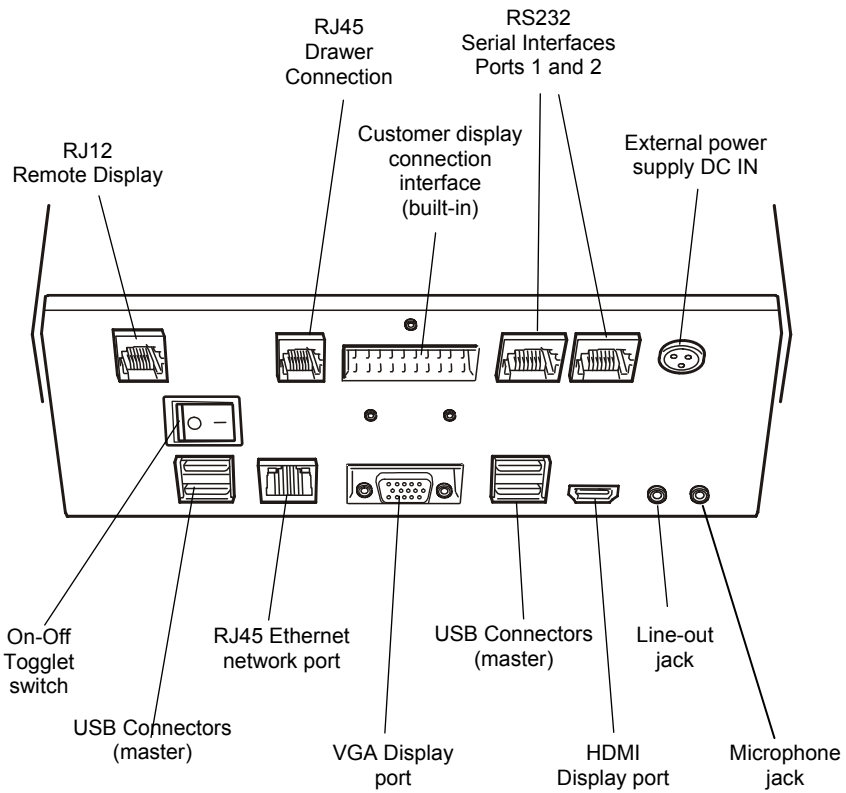 RJ45
Drawer
Connection
RS232
Serial Interfaces
Ports 1 and 2
RJ12
Remote Display
Customer display
connection
interface
(built-in)
External power
supply DC IN
On-Off
Togglet
switch
USB Connectors
(master)
RJ45 Ethernet
network port
VGA Display
port
USB Connectors
(master)
HDMI
Display port
Line-out
jack
Microphone
jack